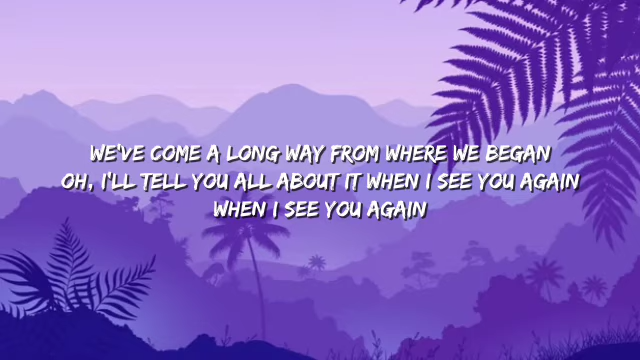 WE'VE COME A LONG WAY FROM WHERE WE BEGAN
OH, I'LL TELL YOU ALL ABOUT IT WHEN I SEE YOU AGAIN
WHEN I SEE YOU AGAIN